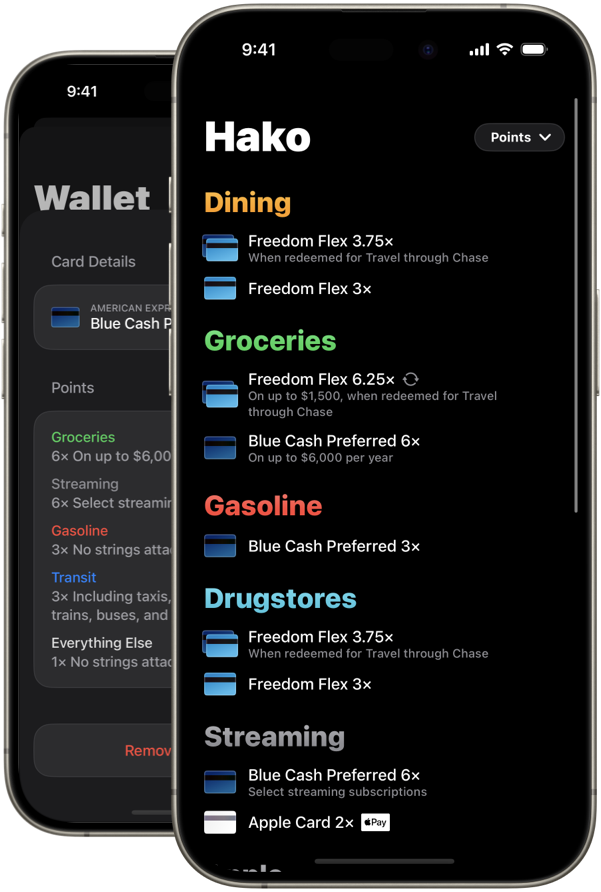 9:41
Wallet
Card Details
AMERICAN EXPR
Blue Cash P
Points
Groceries
6× On up to $6,00
Streaming
6× Select streamin
Gasoline
3× No strings attac
Transit
3× Including taxis,
trains, buses, and
Everything Else
1× No strings attac
Remov
9:41
Hako
Points
Dining
Freedom Flex 3.75×
When redeemed for Travel through Chase
Freedom Flex 3×
Groceries
Freedom Flex 6.25×
On up to $1,500, when redeemed for Travel
through Chase
Blue Cash Preferred 6×
On up to $6,000 per year
Gasoline
Blue Cash Preferred 3×
Drugstores
Freedom Flex 3.75×
When redeemed for Travel through Chase
Freedom Flex 3×
Streaming
Blue Cash Preferred 6×
Select streaming subscriptions
Apple Card 2× Pay